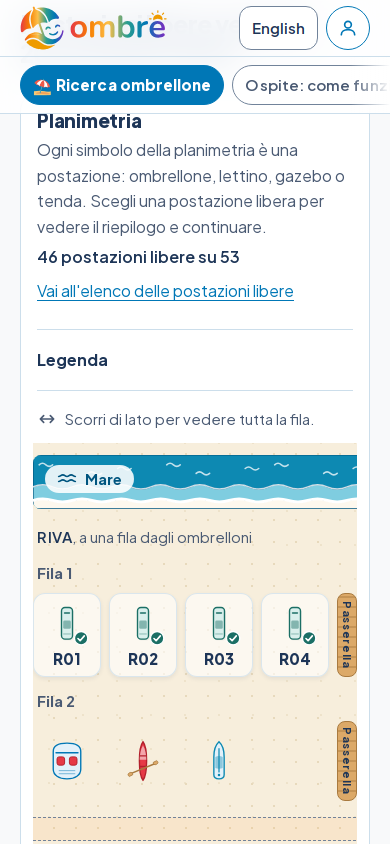 ombrè
English
Ricerca ombrellone
Ospite: come funz
Planimetria
Ogni simbolo della planimetria è una
postazione: ombrellone, lettino, gazebo o
tenda. Scegli una postazione libera per
vedere il riepilogo e continuare.
46 postazioni libere su 53
Vai all'elenco delle postazioni libere
Legenda
Scorri di lato per vedere tutta la fila.
Mare
RIVA, a una fila dagli ombrelloni
Fila 1
R01 R02 R03 R04
Passerella
Fila 2
Passerella